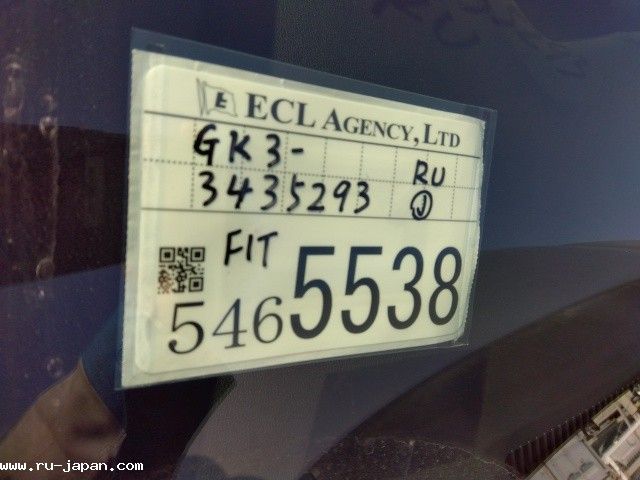 E ECL AGENCY, LTD
GK3-
3435293 RU
J
FIT
5465538
www.ru-japan.com